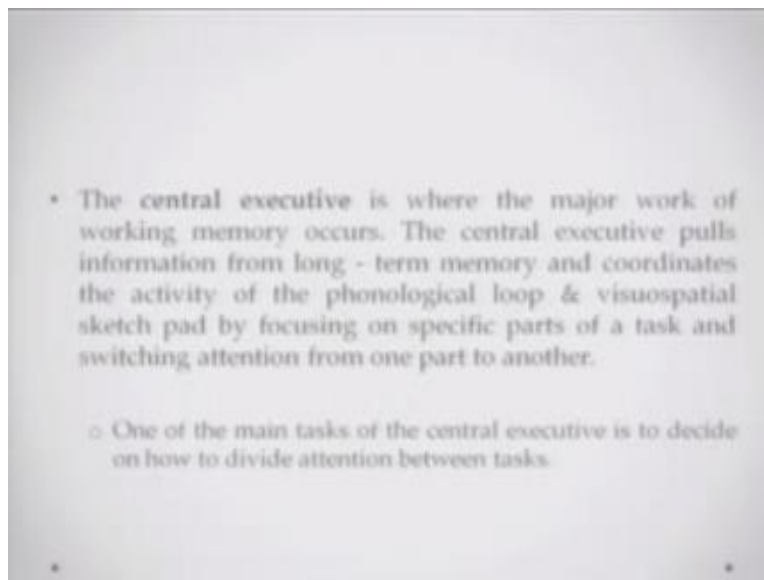 • The central executive is where the major work of
working memory occurs. The central executive pulls
information from long - term memory and coordinates
the activity of the phonological loop & visuospatial
sketch pad by focusing on specific parts of a task and
switching attention from one part to another.
o One of the main tasks of the central executive is to decide
on how to divide attention between tasks.